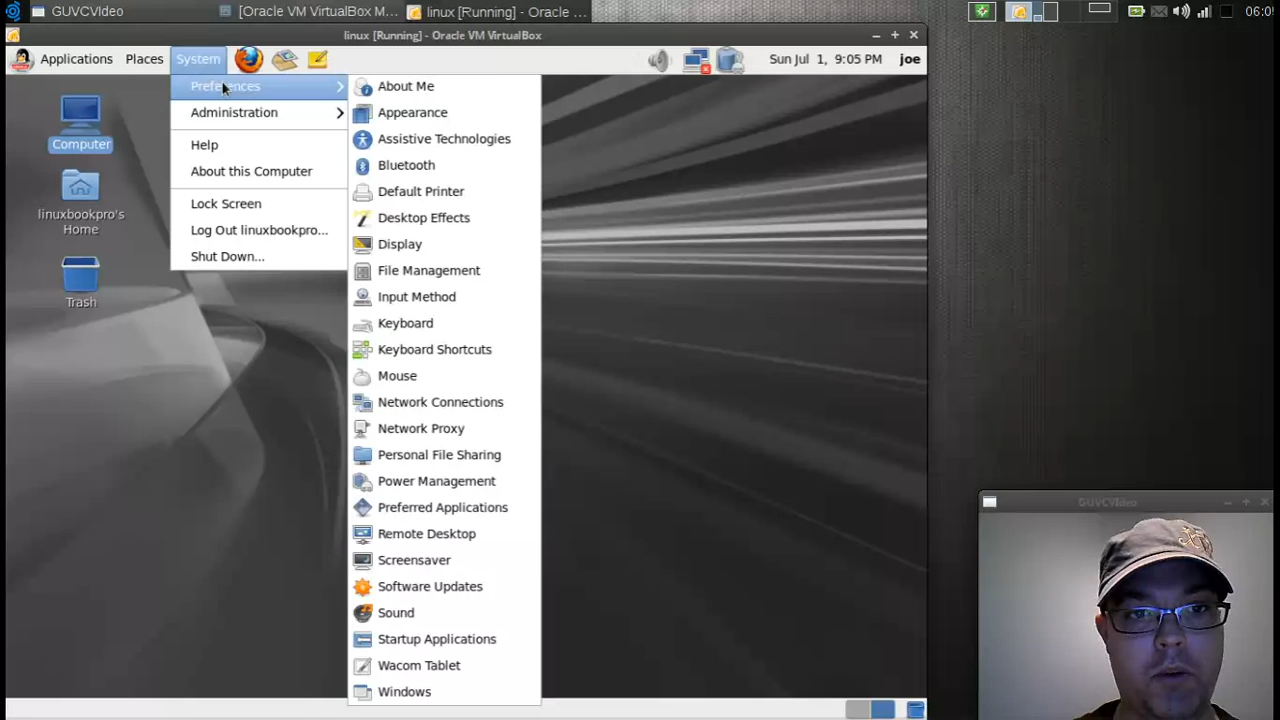 GUVCVIdeo
[Oracle VM VirtualBox M...
linux [Running] - Oracle ...
06:0
linux [Running] - Oracle VM VirtualBox
Applications
Places
System
Sun Jul 1, 9:05 PM
joe
Preferences
Administration
Help
About this Computer
Lock Screen
Log Out linuxbookpro...
Shut Down...
About Me
Appearance
Assistive Technologies
Bluetooth
Default Printer
Desktop Effects
Display
File Management
Input Method
Keyboard
Keyboard Shortcuts
Mouse
Network Connections
Network Proxy
Personal File Sharing
Power Management
Preferred Applications
Remote Desktop
Screensaver
Software Updates
Sound
Startup Applications
Wacom Tablet
Windows
Computer
linuxbookpro's
Home
Trash
GUVCVIdeo